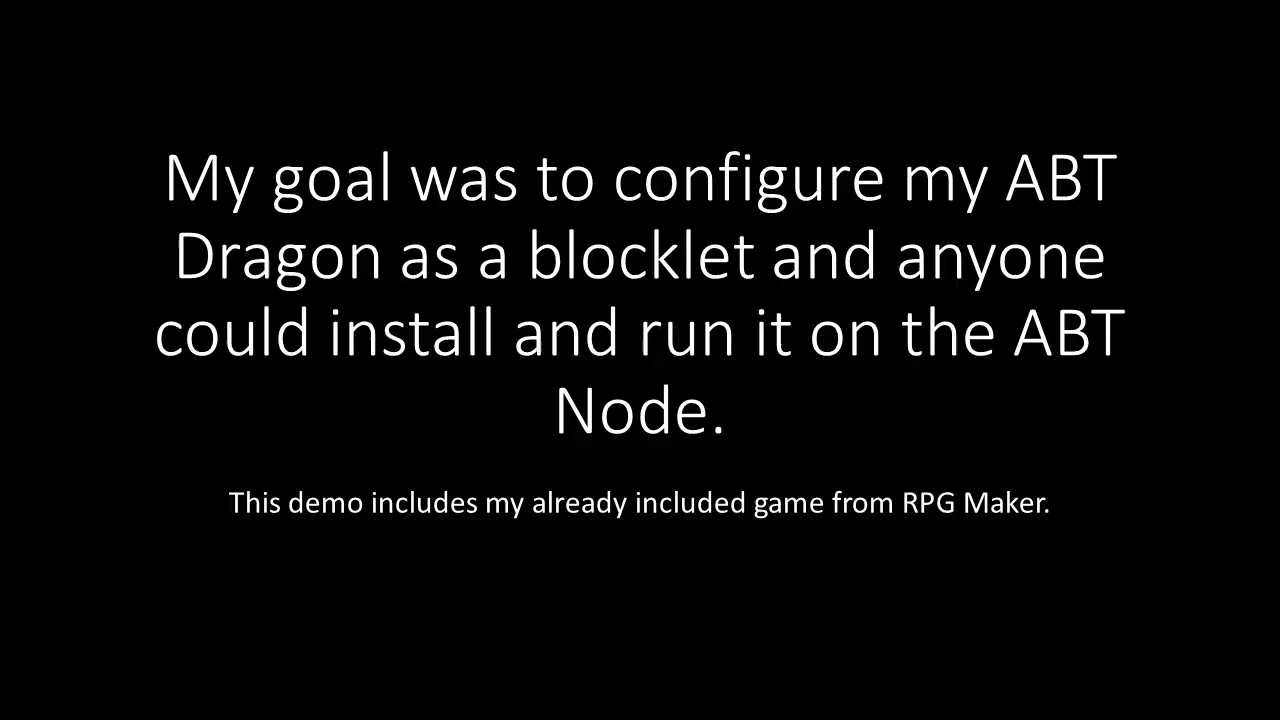 My goal was to configure my ABT
Dragon as a blocklet and anyone
could install and run it on the ABT
Node.
This demo includes my already included game from RPG Maker.